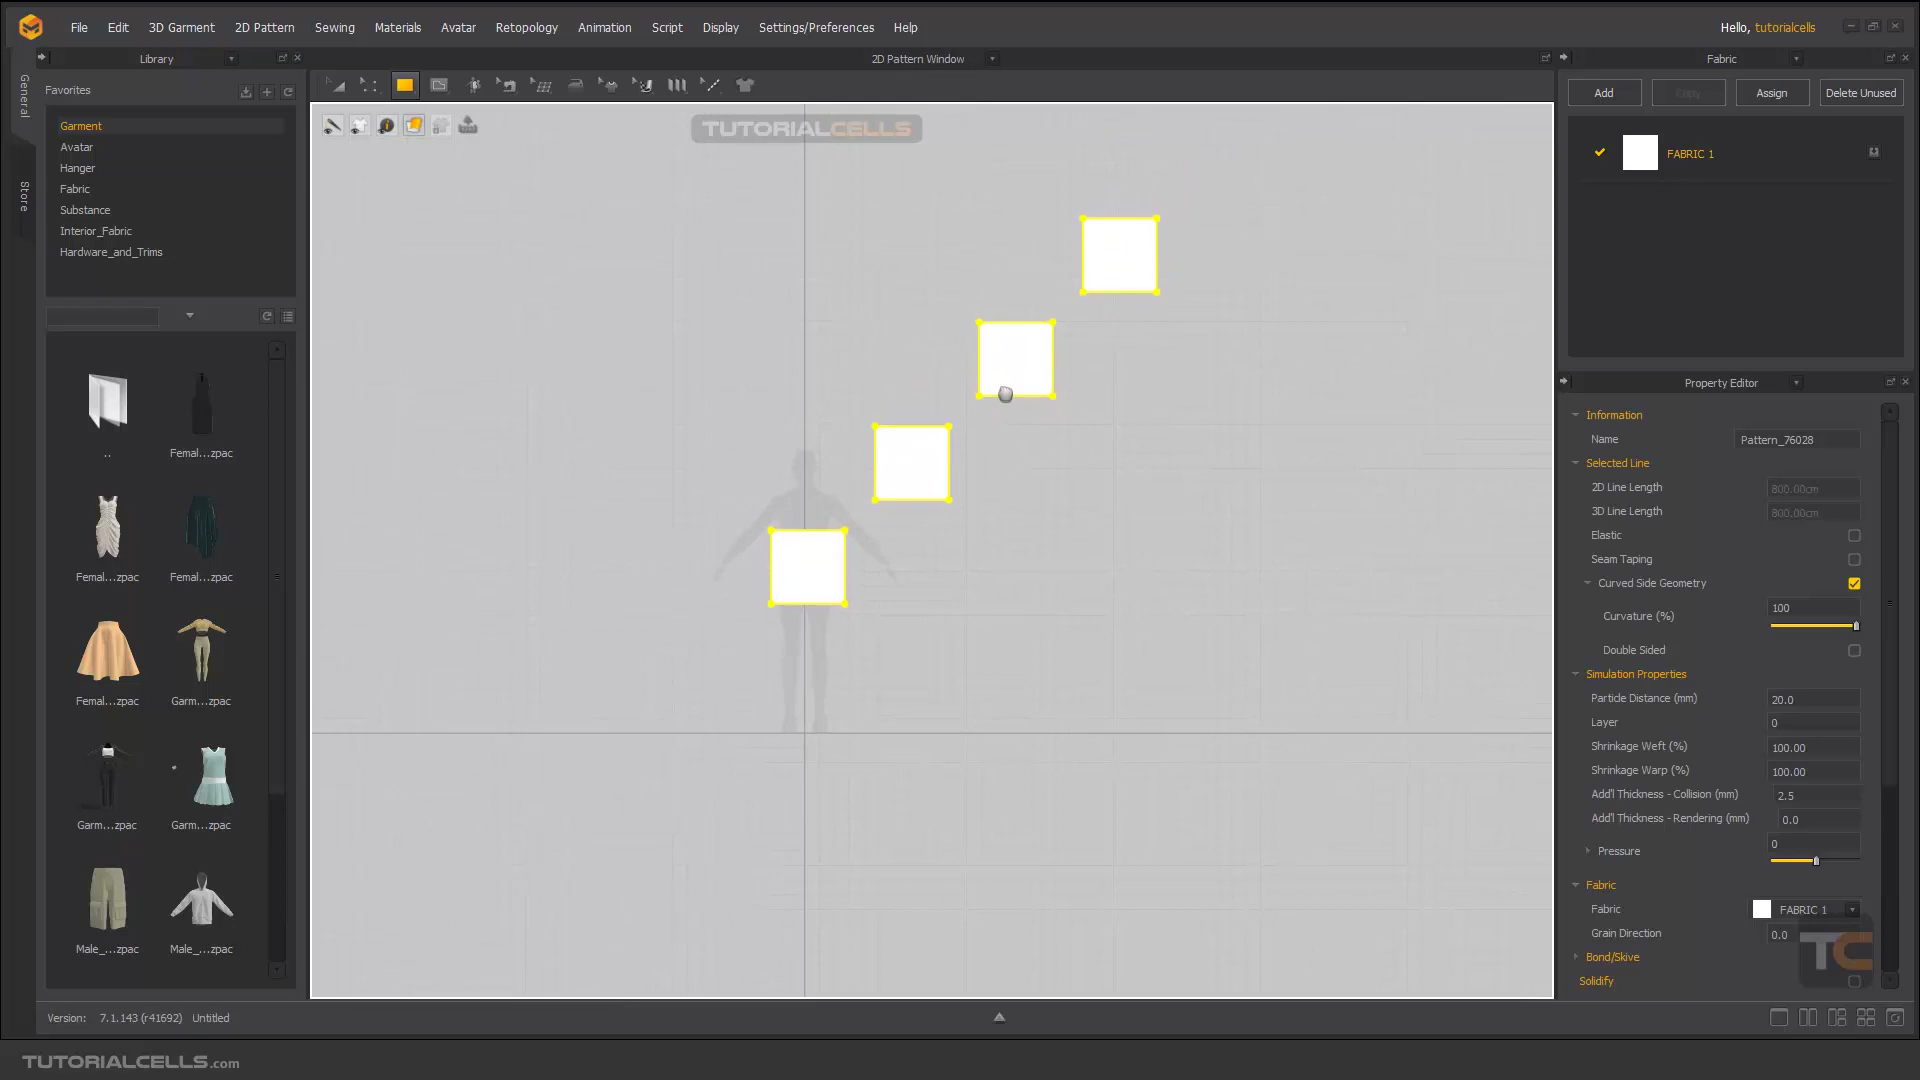 File Edit 3D Garment 2D Pattern Sewing Materials Avatar Retopology Animation Script Display Settings/Preferences Help
Hello, tutorialcells
Library
2D Pattern Window
Fabric
General
Store
Favorites
Garment
Avatar
Hanger
Fabric
Substance
Interior_Fabric
Hardware_and_Trims
..
Femal...zpac
Femal...zpac
Femal...zpac
Femal...zpac
Garm...zpac
Garm...zpac
Garm...zpac
Male_...zpac
Male_...zpac
TUTORIALCELLS
Add Copy Assign Delete Unused
FABRIC 1
Property Editor
Information
Name Pattern_76028
Selected Line
2D Line Length 800.00cm
3D Line Length 800.00cm
Elastic
Seam Taping
Curved Side Geometry
Curvature (%) 100
Double Sided
Simulation Properties
Particle Distance (mm) 20.0
Layer 0
Shrinkage Weft (%) 100.00
Shrinkage Warp (%) 100.00
Add'l Thickness - Collision (mm) 2.5
Add'l Thickness - Rendering (mm) 0.0
Pressure 0
Fabric
Fabric FABRIC 1
Grain Direction 0.0
Bond/Skive
Solidify
TC
Version: 7.1.143 (r41692) Untitled
TUTORIALCELLS.com